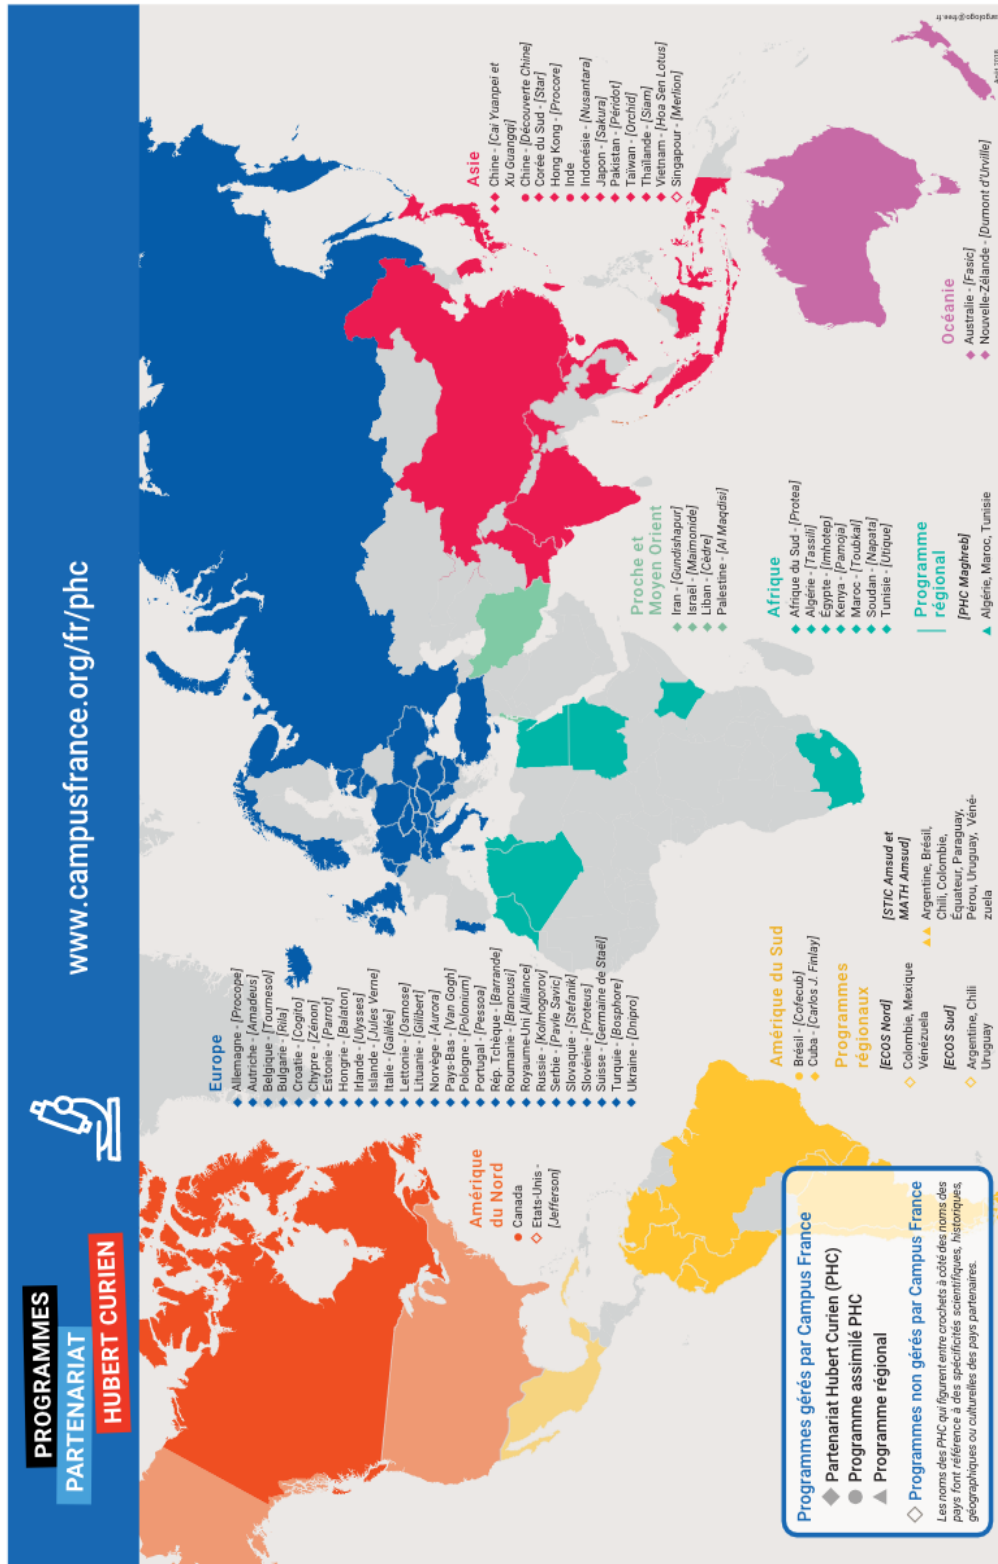 PROGRAMMES
PARTENARIAT
HUBERT CURIEN
www.campusfrance.org/fr/phc
Amérique
du Nord
Canada
Etats-Unis -
[Jefferson]
Europe
Allemagne - [Procope]
Autriche - [Amadeus]
Belgique - [Tournesol]
Bulgarie - [Rila]
Croatie - [Cogito]
Chypre - [Zénon]
Estonie - [Parrot]
Hongrie - [Balaton]
Irlande - [Ulysses]
Islande - [Jules Verne]
Italie - [Galilée]
Lettonie - [Osmose]
Lituanie - [Gilibert]
Norvège - [Aurora]
Pays-Bas - [Van Gogh]
Pologne - [Polonium]
Portugal - [Pessoa]
Rép. Tchèque - [Barrande]
Roumanie - [Brancusi]
Royaume-Uni [Alliance]
Russie - [Kolmogorov]
Serbie - [Pavle Savic]
Slovaquie - [Stefanik]
Slovénie - [Proteus]
Suisse - [Germaine de Staël]
Turquie - [Bosphore]
Ukraine - [Dnipro]
Asie
Chine - [Cai Yuanpei et
Xu Guangqi]
Chine - [Découverte Chine]
Corée du Sud - [Star]
Hong Kong - [Procore]
Inde
Indonésie - [Nusantara]
Japon - [Sakura]
Pakistan - [Péridot]
Taïwan - [Orchid]
Thaïlande - [Siam]
Vietnam - [Hoa Sen Lotus]
Singapour - [Merlion]
Proche et
Moyen Orient
Iran - [Gundishapur]
Israël - [Maimonide]
Liban - [Cèdre]
Palestine - [Al Maqdisi]
Afrique
Afrique du Sud - [Protea]
Algérie - [Tassili]
Égypte - [Imhotep]
Kenya - [Pamoja]
Maroc - [Toubkal]
Soudan - [Napata]
Tunisie - [Utique]
Programme
régional
[PHC Maghreb]
Algérie, Maroc, Tunisie
Amérique du Sud
Brésil - [Cofecub]
Cuba - [Carlos J. Finlay]
Programmes
régionaux
[ECOS Nord]
Colombie, Mexique
Vénézuela
[ECOS Sud]
Argentine, Chili
Uruguay
[STIC Amsud et
MATH Amsud]
Argentine, Brésil,
Chili, Colombie,
Équateur, Paraguay,
Pérou, Uruguay, Véné-
zuela
Océanie
Australie - [Fasic]
Nouvelle-Zélande - [Dumont d'Urville]
Programmes gérés par Campus France
Partenariat Hubert Curien (PHC)
Programme assimilé PHC
Programme régional
Programmes non gérés par Campus France
Les noms des PHC qui figurent entre crochets à côté des noms des
pays font référence à des spécificités scientifiques, historiques,
géographiques ou culturelles des pays partenaires.